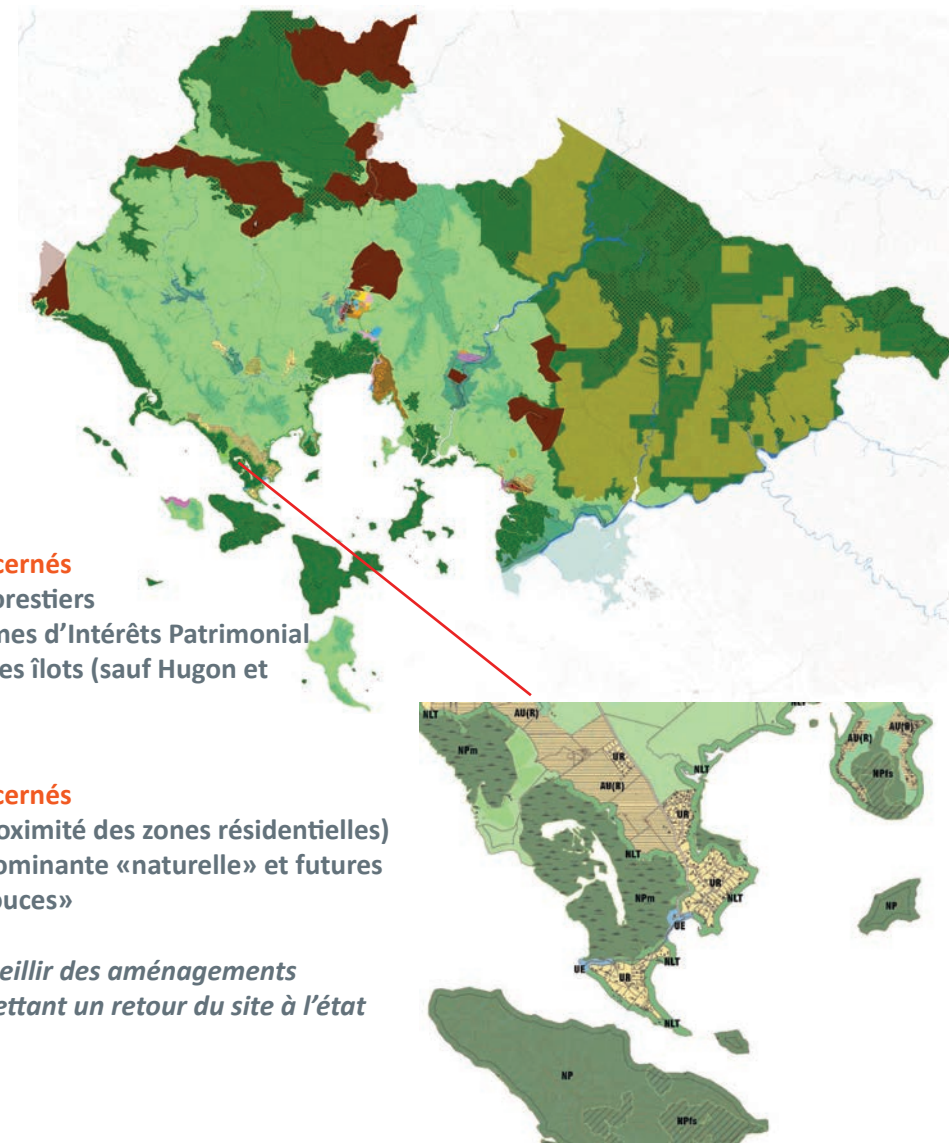 cernés
orestiers
mes d’Intérêts Patrimonial
es îlots (sauf Hugon et
cernés
oximité des zones résidentielles)
ominante «naturelle» et futures
ouces»
eillir des aménagements
ettant un retour du site à l’état
NLT
AU(R)
NPm
UR
AU(R)
NLT
UR
NLT
NPm
UR
NLT
UE
UE
UR
NLT
NLT
AU(R)
AU(R)
NPfs
NP
NP
NPfs